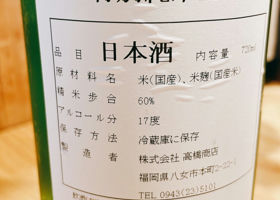 品目 日本酒 内容量 720ml
原材料名 米(国産)、米麹(国産米)
精米歩合 60%
アルコール分 17度
保存方法 冷蔵庫に保存
製造者 株式会社 高橋商店
福岡県八女市本町2-22-1
TEL 0943(23)5101